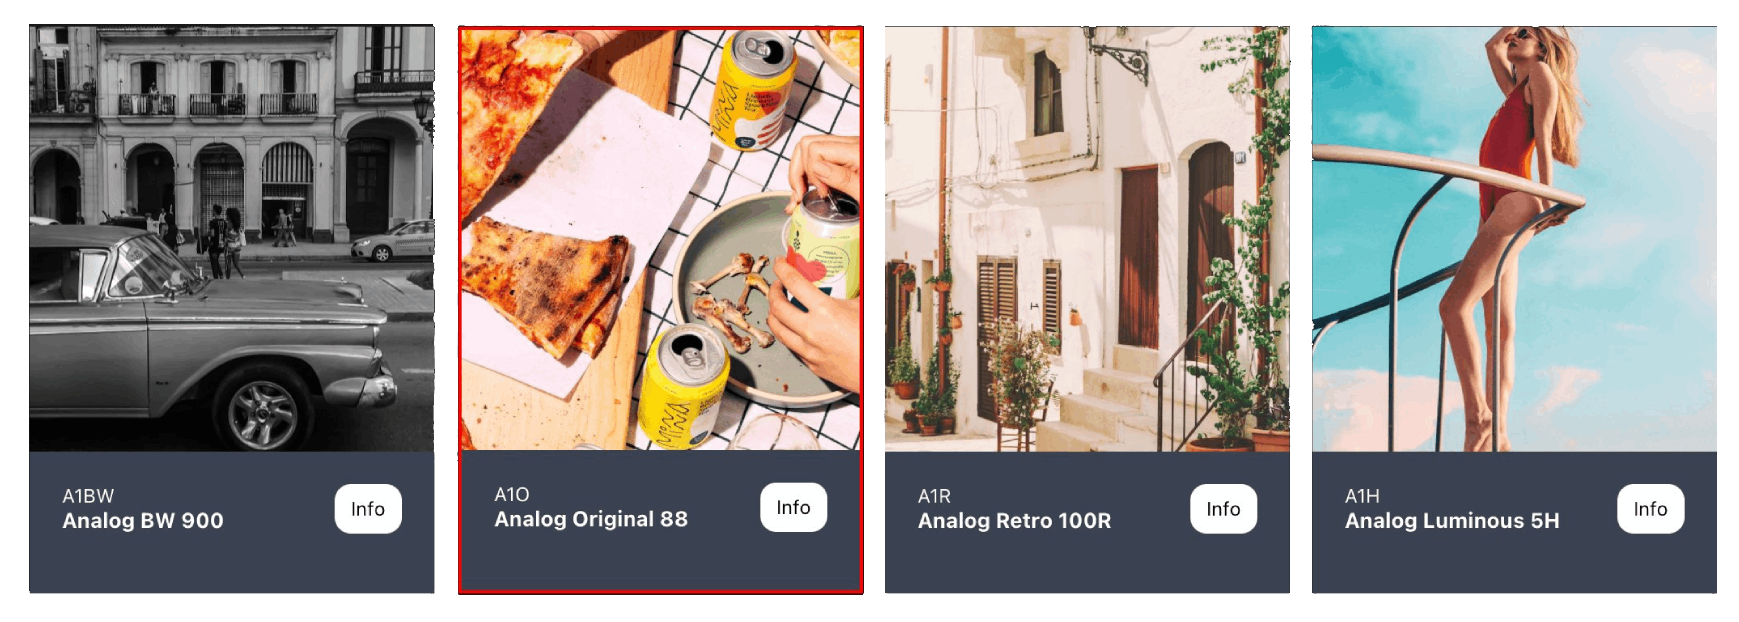 A1BW
Analog BW 900
Info
A1O
Analog Original 88
Info
A1R
Analog Retro 100R
Info
A1H
Analog Luminous 5H
Info